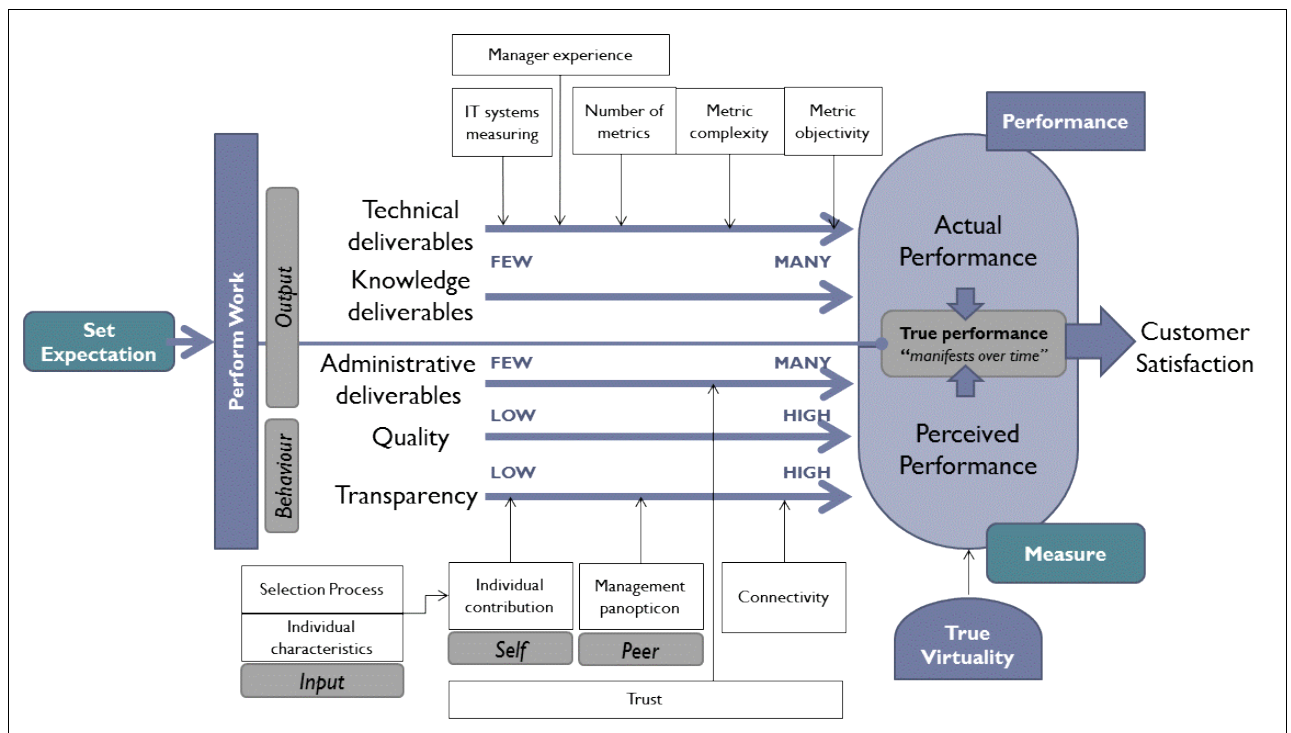 Manager experience
IT systems
measuring
Number of
metrics
Metric
complexity
Metric
objectivity
Performance
Technical
deliverables
FEW
MANY
Knowledge
deliverables
Actual
Performance
Set
Expectation
Perform Work
Output
Behaviour
True performance
“manifests over time”
Customer
Satisfaction
Administrative
deliverables
FEW
MANY
LOW
HIGH
Quality
Perceived
Performance
LOW
HIGH
Transparency
Measure
Selection Process
Individual
characteristics
Input
Individual
contribution
Self
Management
panopticon
Peer
Connectivity
True
Virtuality
Trust